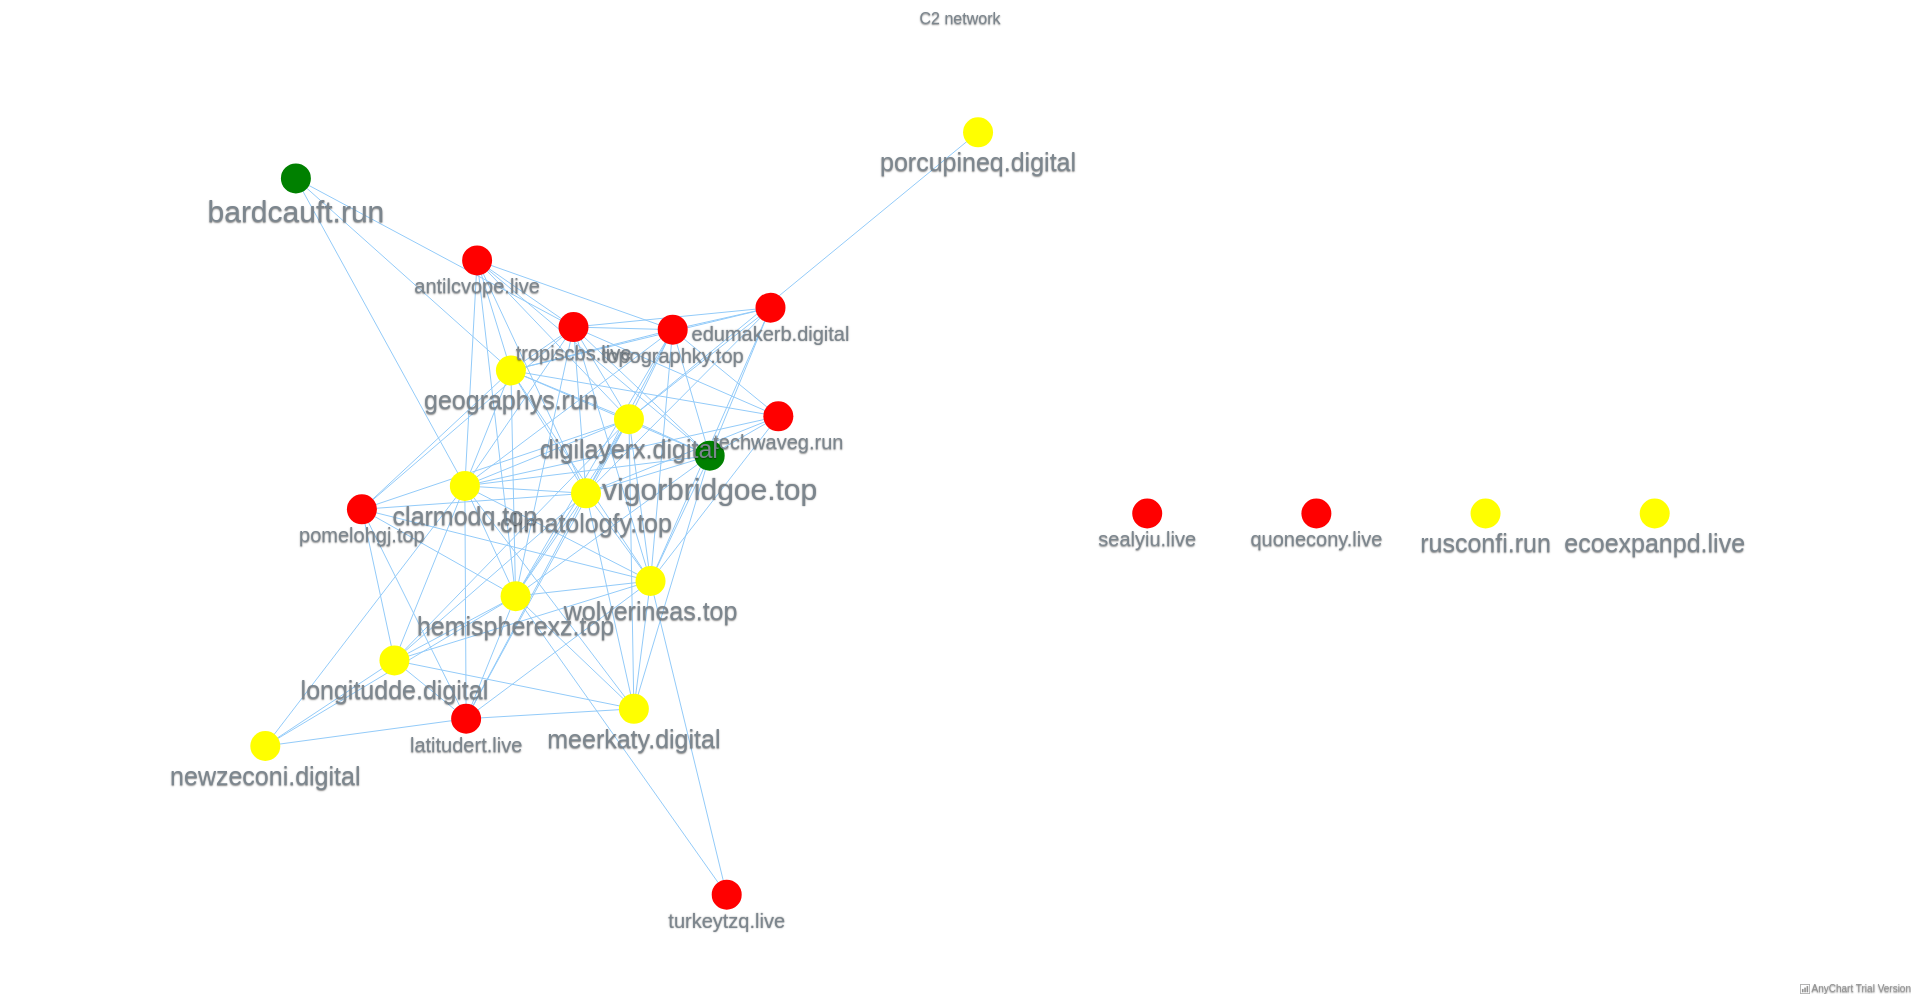 C2 network
porcupineq.digital
bardcauft.run
antilcvope.live
edumakerb.digital
tropiscbs.live
topographky.top
geographys.run
digilayerx.digital
techwaveg.run
vigorbridgoe.top
clarmodq.top
climatologfy.top
pomelohgj.top
sealyiu.live
quonecony.live
rusconfi.run
ecoexpanpd.live
wolverineas.top
hemispherexz.top
longitudde.digital
latitudert.live
meerkaty.digital
newzeconi.digital
turkeytzq.live
AnyChart Trial Version